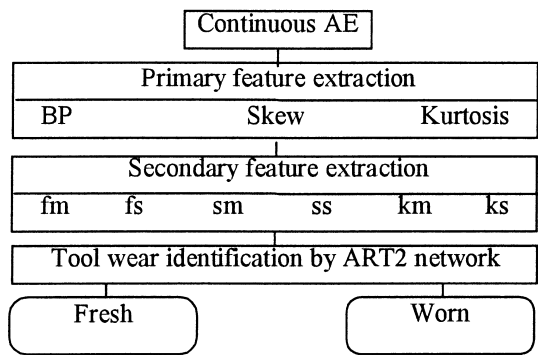 Continuous AE
Primary feature extraction
BP Skew Kurtosis
Secondary feature extraction
fm fs sm ss km ks
Tool wear identification by ART2 network
Fresh Worn